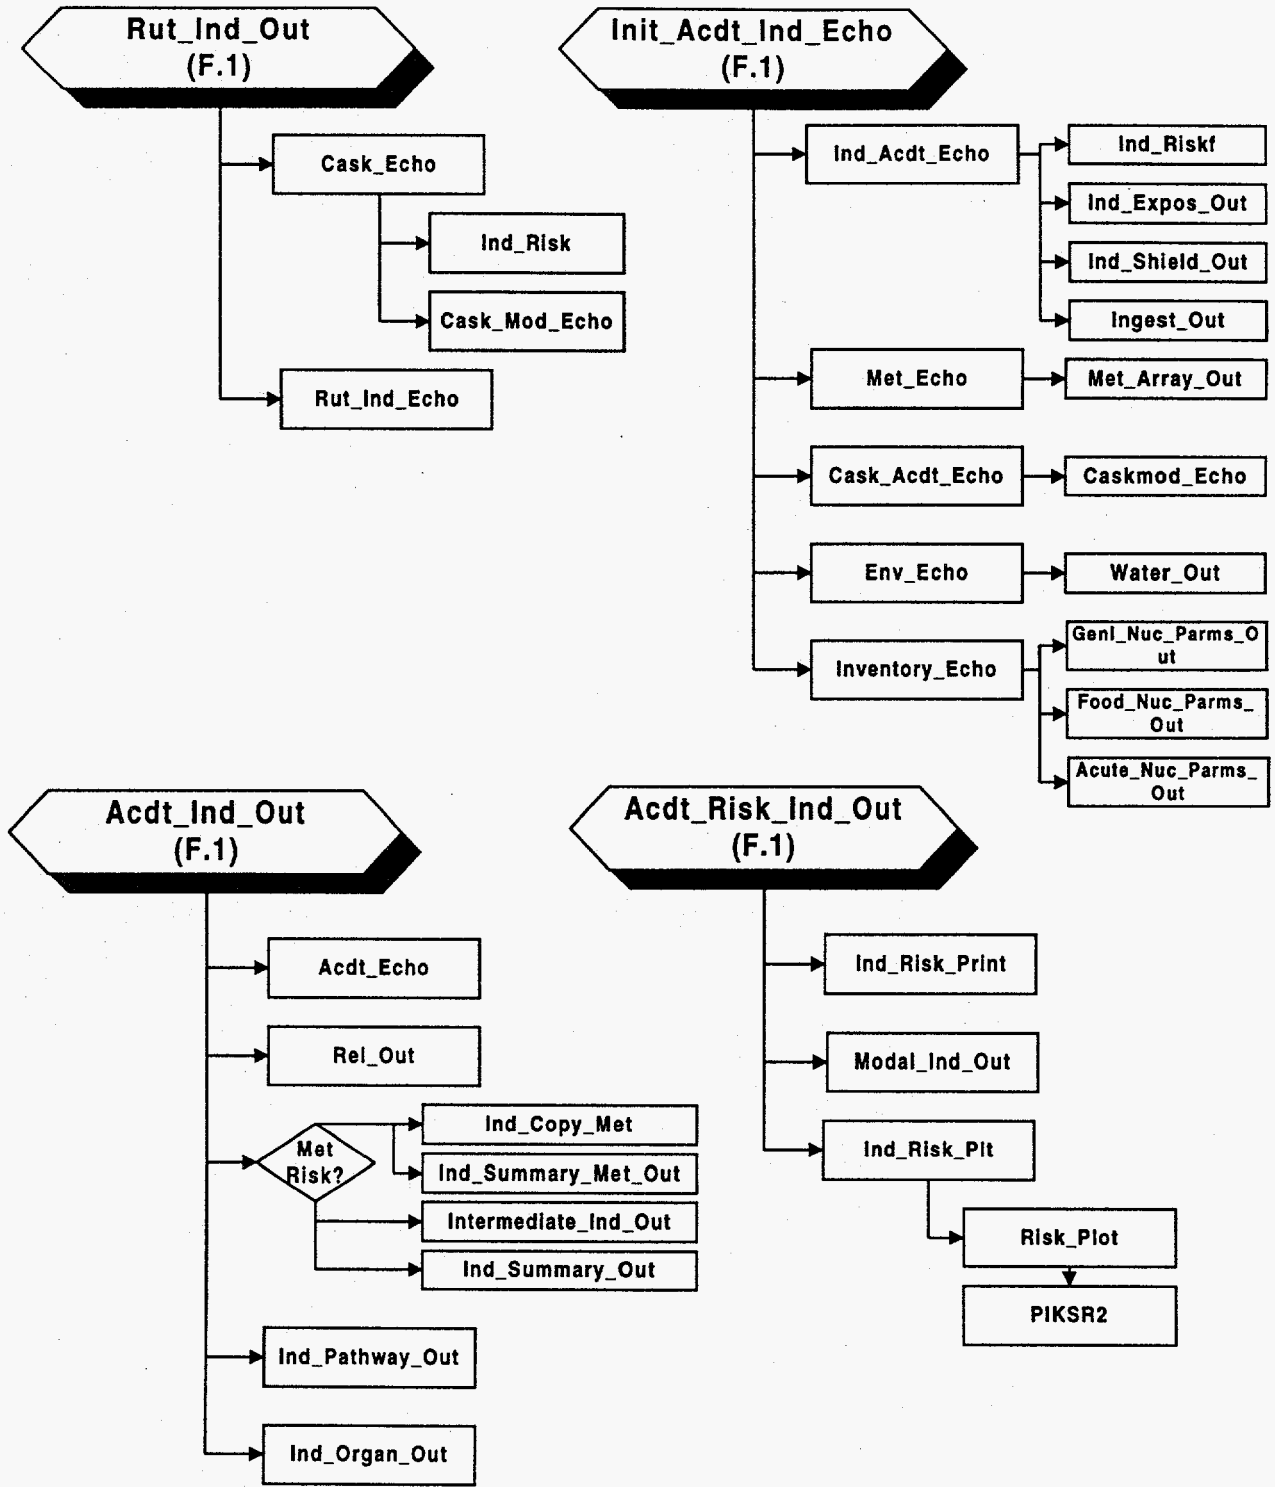 Rut_Ind_Out
(F.1)
Cask_Echo
Ind_Risk
Cask_Mod_Echo
Rut_Ind_Echo
Init_Acdt_Ind_Echo
(F.1)
Ind_Acdt_Echo
Ind_Riskf
Ind_Expos_Out
Ind_Shield_Out
Ingest_Out
Met_Echo
Met_Array_Out
Cask_Acdt_Echo
Caskmod_Echo
Env_Echo
Water_Out
Inventory_Echo
Genl_Nuc_Parms_O
ut
Food_Nuc_Parms_
Out
Acute_Nuc_Parms_
Out
Acdt_Ind_Out
(F.1)
Acdt_Echo
Rel_Out
Met
Risk?
Ind_Copy_Met
Ind_Summary_Met_Out
Intermediate_Ind_Out
Ind_Summary_Out
Ind_Pathway_Out
Ind_Organ_Out
Acdt_Risk_Ind_Out
(F.1)
Ind_Risk_Print
Modal_Ind_Out
Ind_Risk_Plt
Risk_Plot
PIKSR2